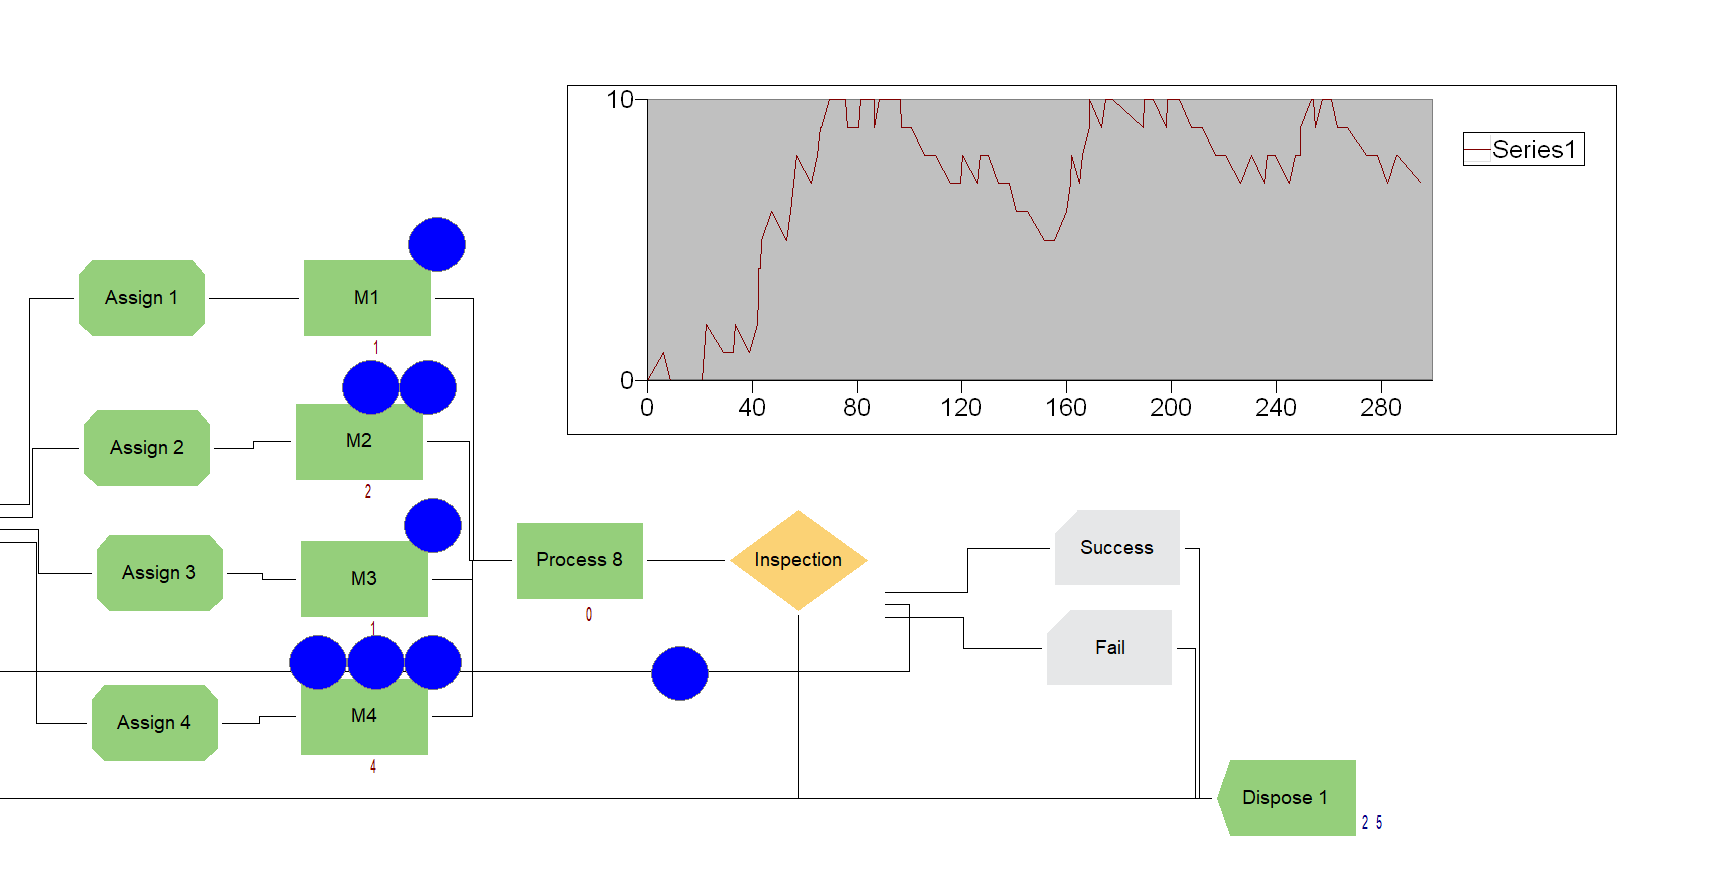 10
0
0 40 80 120 160 200 240 280
Series1
Assign 1
M1
1
Assign 2
M2
2
Assign 3
M3
1
Assign 4
M4
4
Process 8
0
Inspection
Success
Fail
Dispose 1
2 5